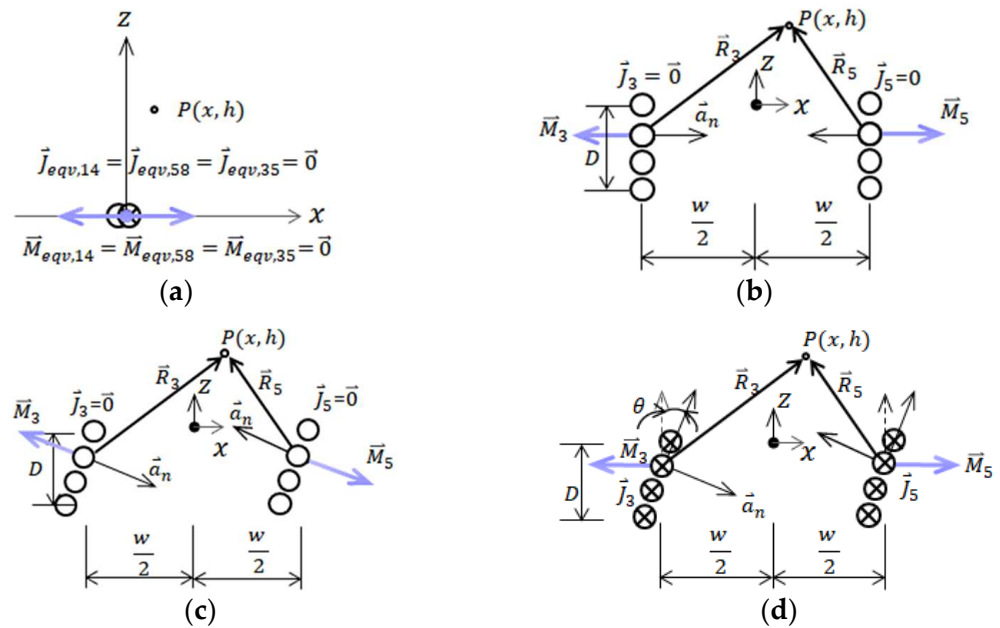 Z
P(x, h)
J⃗eqv,14 = J⃗eqv,58 = J⃗eqv,35 = 0⃗
x
M⃗eqv,14 = M⃗eqv,58 = M⃗eqv,35 = 0⃗
(a)
P(x, h)
R⃗3
R⃗5
J⃗3 = 0⃗
Z
J⃗5=0
M⃗3
a⃗n
x
M⃗5
D
w/2
w/2
(b)
P(x, h)
R⃗3
R⃗5
M⃗3
J⃗3=0⃗
Z
a⃗n
J⃗5=0
x
D
a⃗n
M⃗5
w/2
w/2
(c)
P(x, h)
R⃗3
R⃗5
θ
Z
x
M⃗3
M⃗5
D
J⃗3
a⃗n
J⃗5
w/2
w/2
(d)